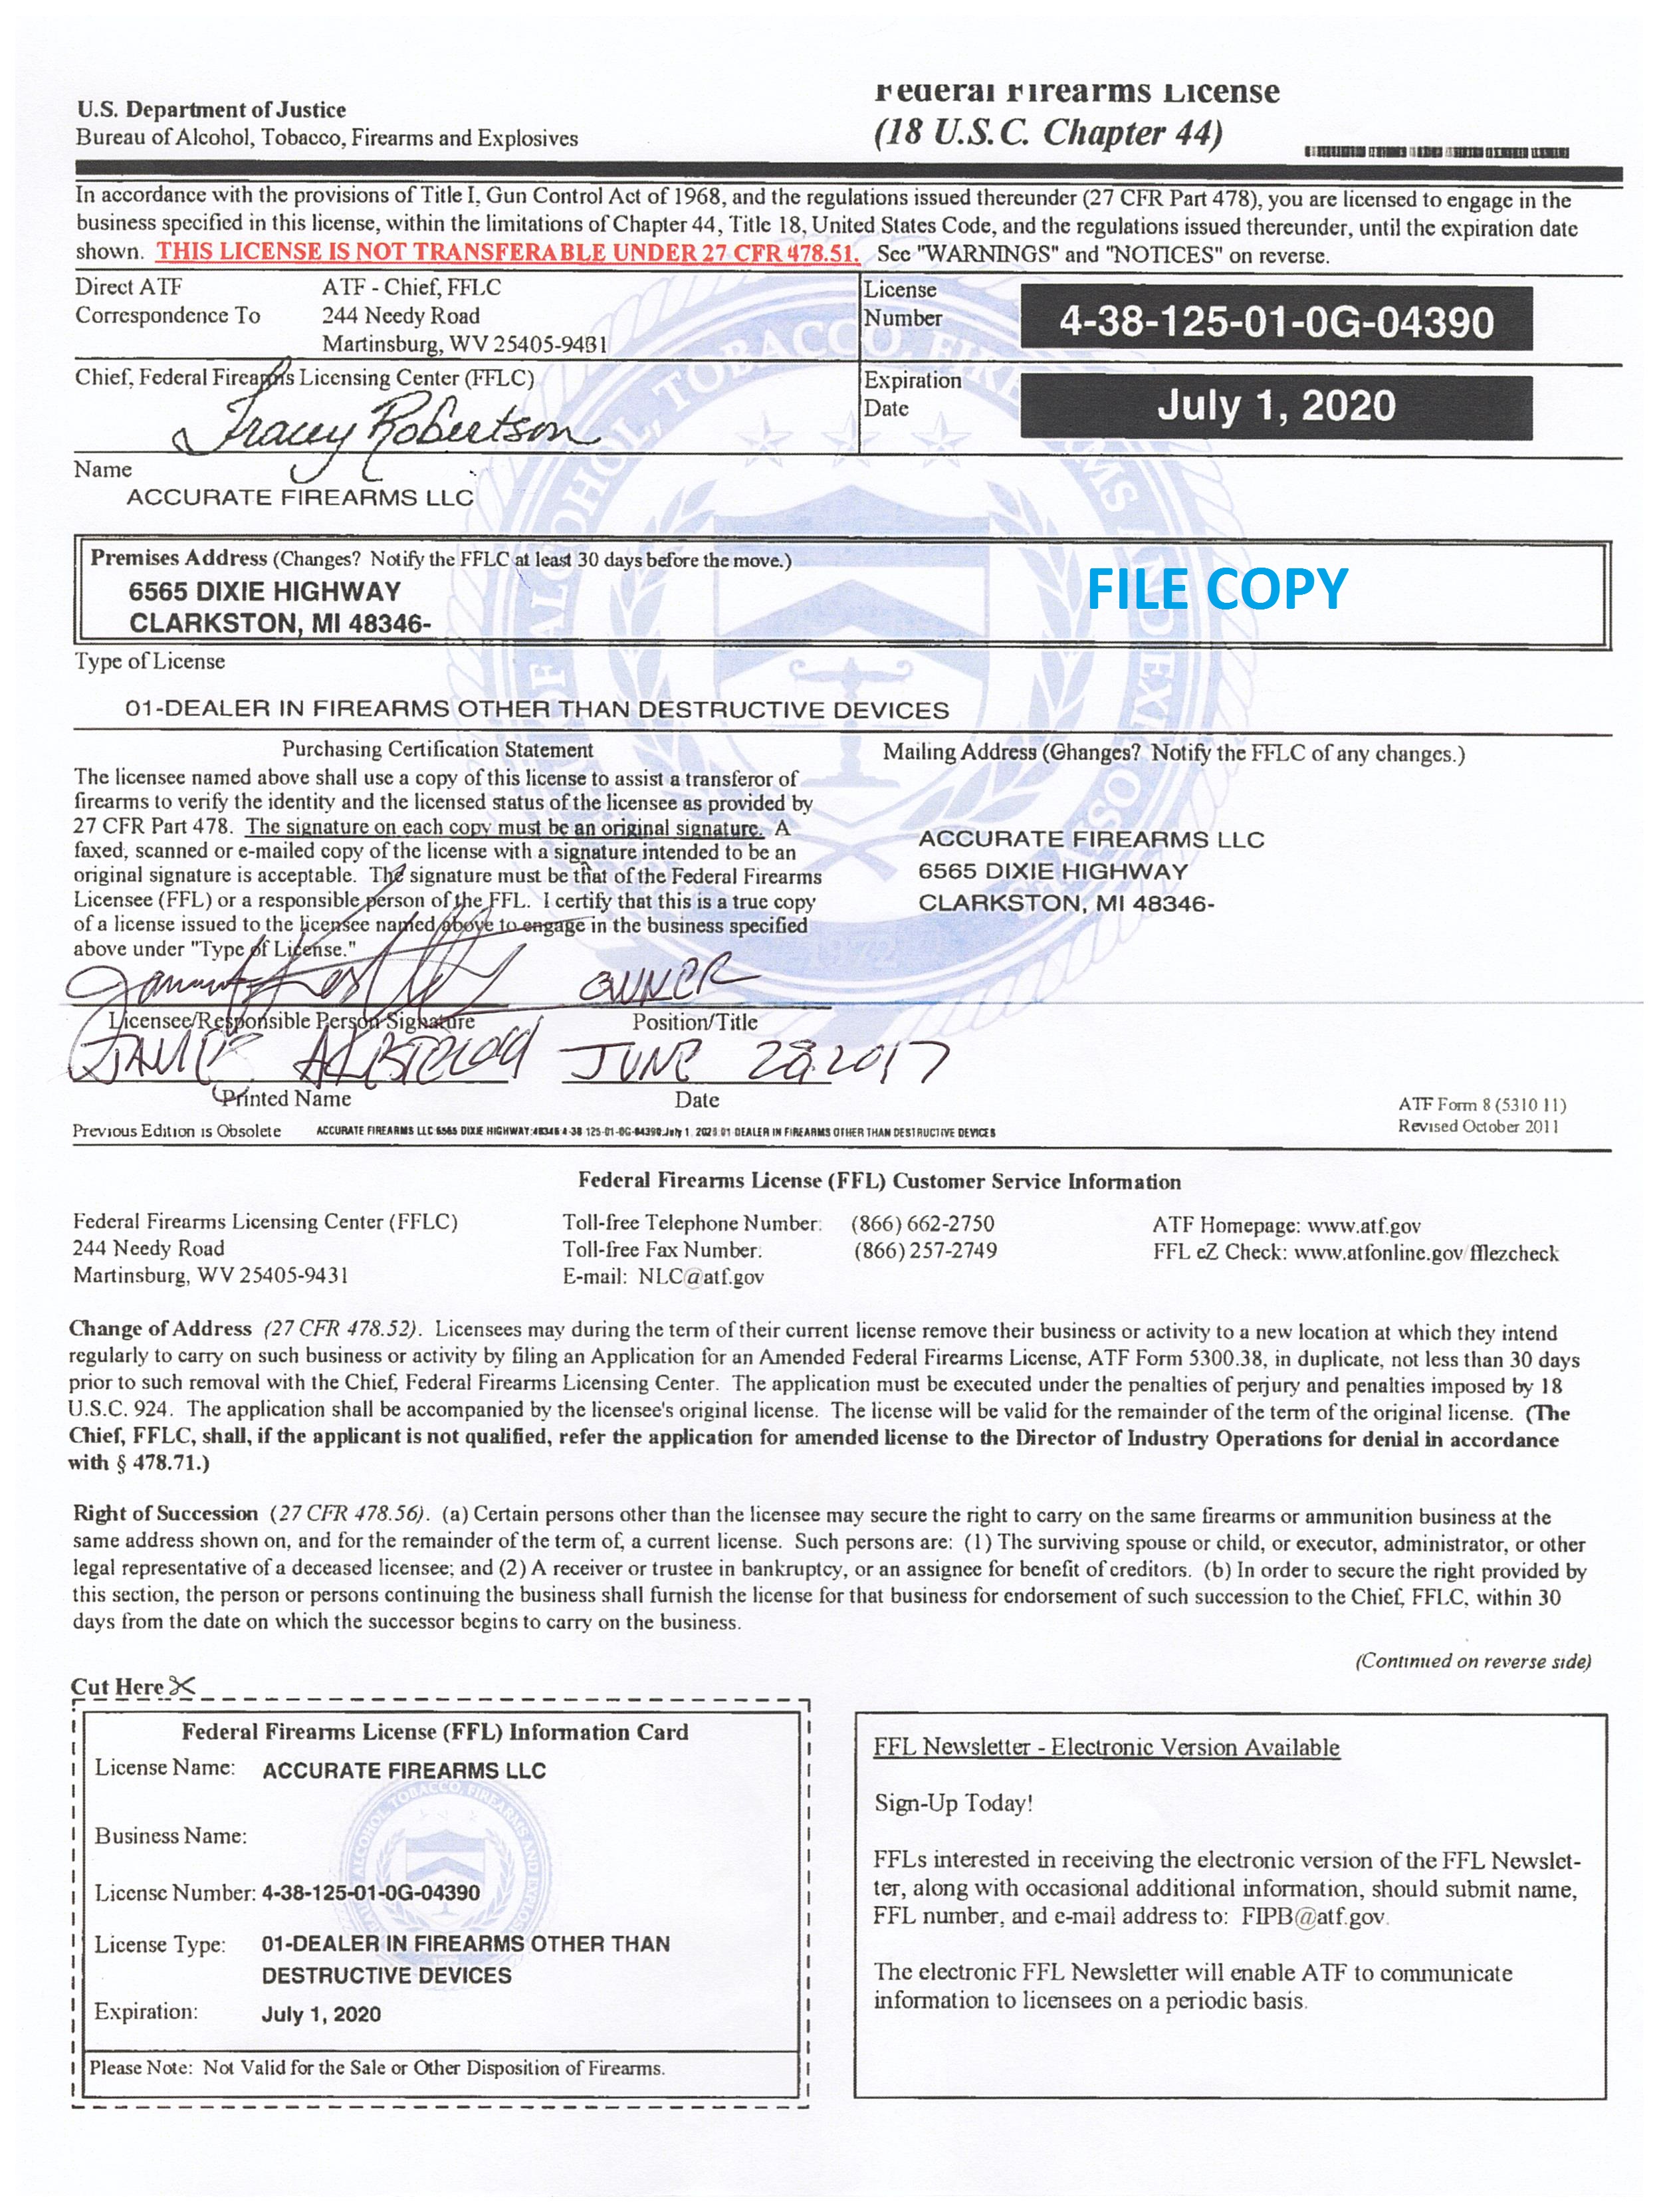 U.S. Department of Justice
Bureau of Alcohol, Tobacco, Firearms and Explosives
Federal Firearms License
(18 U.S.C. Chapter 44)
In accordance with the provisions of Title I, Gun Control Act of 1968, and the regulations issued thereunder (27 CFR Part 478), you are licensed to engage in the
business specified in this license, within the limitations of Chapter 44, Title 18, United States Code, and the regulations issued thereunder, until the expiration date
shown. THIS LICENSE IS NOT TRANSFERABLE UNDER 27 CFR 478.51. See "WARNINGS" and "NOTICES" on reverse.
Direct ATF
Correspondence To
ATF - Chief, FFLC
244 Needy Road
Martinsburg, WV 25405-9431
License
Number
4-38-125-01-0G-04390
Chief, Federal Firearms Licensing Center (FFLC)
Tracey Robertson
Expiration
Date
July 1, 2020
Name
ACCURATE FIREARMS LLC
Premises Address (Changes? Notify the FFLC at least 30 days before the move.)
6565 DIXIE HIGHWAY
CLARKSTON, MI 48346-
FILE COPY
Type of License
01-DEALER IN FIREARMS OTHER THAN DESTRUCTIVE DEVICES
Purchasing Certification Statement
The licensee named above shall use a copy of this license to assist a transferor of
firearms to verify the identity and the licensed status of the licensee as provided by
27 CFR Part 478. The signature on each copy must be an original signature. A
faxed, scanned or e-mailed copy of the license with a signature intended to be an
original signature is acceptable. The signature must be that of the Federal Firearms
Licensee (FFL) or a responsible person of the FFL. I certify that this is a true copy
of a license issued to the licensee named above to engage in the business specified
above under "Type of License."
Mailing Address (Changes? Notify the FFLC of any changes.)
ACCURATE FIREARMS LLC
6565 DIXIE HIGHWAY
CLARKSTON, MI 48346-
OWNER
Licensee/Responsible Person Signature
Position/Title
JUNE 28 2017
Printed Name
Date
ATF Form 8 (5310 11)
Revised October 2011
Previous Edition is Obsolete
ACCURATE FIREARMS LLC:6565 DIXIE HIGHWAY:48346:4-38-125-01-0G-04390:July 1, 2020:01 DEALER IN FIREARMS OTHER THAN DESTRUCTIVE DEVICES
Federal Firearms License (FFL) Customer Service Information
Federal Firearms Licensing Center (FFLC)
244 Needy Road
Martinsburg, WV 25405-9431
Toll-free Telephone Number: (866) 662-2750
Toll-free Fax Number: (866) 257-2749
E-mail: NLC@atf.gov
ATF Homepage: www.atf.gov
FFL eZ Check: www.atfonline.gov/fflezcheck
Change of Address (27 CFR 478.52). Licensees may during the term of their current license remove their business or activity to a new location at which they intend
regularly to carry on such business or activity by filing an Application for an Amended Federal Firearms License, ATF Form 5300.38, in duplicate, not less than 30 days
prior to such removal with the Chief, Federal Firearms Licensing Center. The application must be executed under the penalties of perjury and penalties imposed by 18
U.S.C. 924. The application shall be accompanied by the licensee's original license. The license will be valid for the remainder of the term of the original license. (The
Chief, FFLC, shall, if the applicant is not qualified, refer the application for amended license to the Director of Industry Operations for denial in accordance
with § 478.71.)
Right of Succession (27 CFR 478.56). (a) Certain persons other than the licensee may secure the right to carry on the same firearms or ammunition business at the
same address shown on, and for the remainder of the term of, a current license. Such persons are: (1) The surviving spouse or child, or executor, administrator, or other
legal representative of a deceased licensee; and (2) A receiver or trustee in bankruptcy, or an assignee for benefit of creditors. (b) In order to secure the right provided by
this section, the person or persons continuing the business shall furnish the license for that business for endorsement of such succession to the Chief, FFLC, within 30
days from the date on which the successor begins to carry on the business.
(Continued on reverse side)
Cut Here
Federal Firearms License (FFL) Information Card
License Name: ACCURATE FIREARMS LLC
Business Name:
License Number: 4-38-125-01-0G-04390
License Type: 01-DEALER IN FIREARMS OTHER THAN
DESTRUCTIVE DEVICES
Expiration: July 1, 2020
Please Note: Not Valid for the Sale or Other Disposition of Firearms.
FFL Newsletter - Electronic Version Available
Sign-Up Today!
FFLs interested in receiving the electronic version of the FFL Newslet-
ter, along with occasional additional information, should submit name,
FFL number, and e-mail address to: FIPB@atf.gov.
The electronic FFL Newsletter will enable ATF to communicate
information to licensees on a periodic basis.